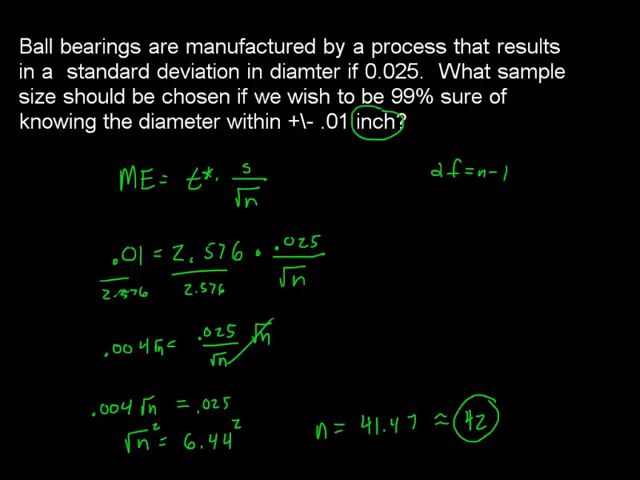 Ball bearings are manufactured by a process that results
in a standard deviation in diamter if 0.025. What sample
size should be chosen if we wish to be 99% sure of
knowing the diameter within +\- .01 inch?
ME = t* · s/√n
df = n-1
.01 = 2.576 · .025/√n
2.576 2.576
.004√n = .025/√n √n
.004√n = .025
√n² = 6.44²
n = 41.47 ≈ 42